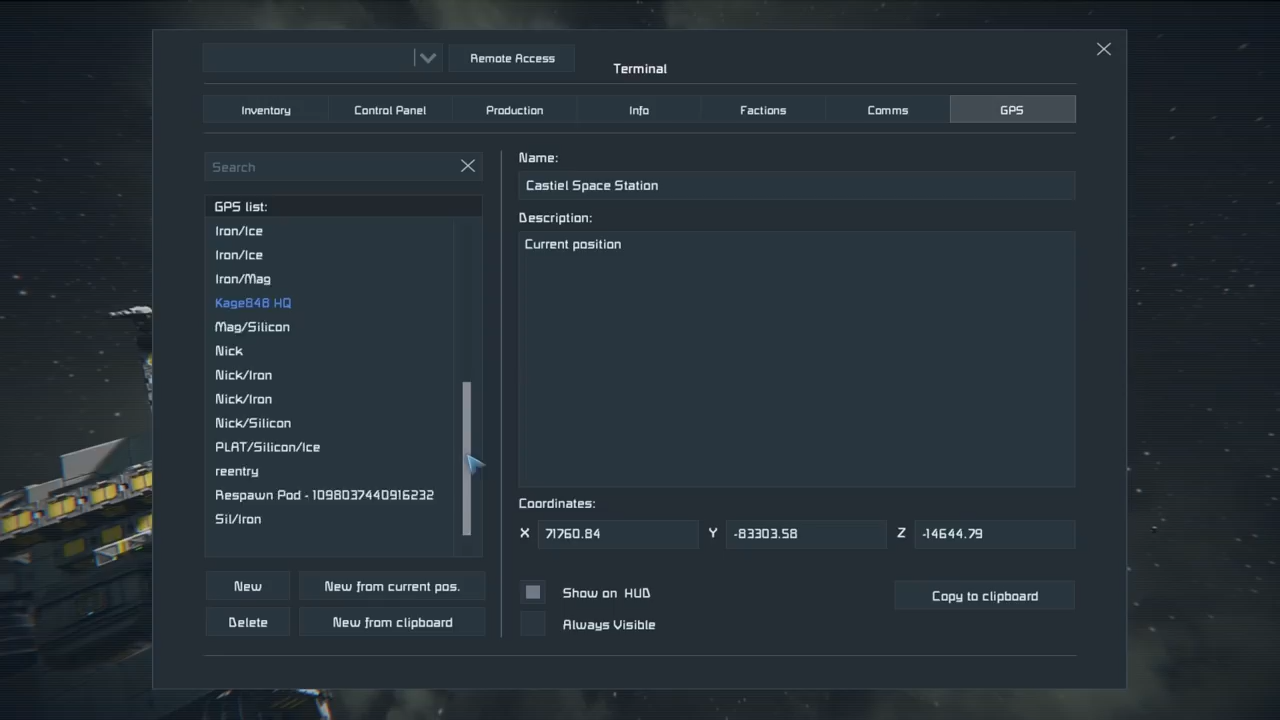 Remote Access
Terminal
Inventory
Control Panel
Production
Info
Factions
Comms
GPS
Search
GPS list:
Iron/Ice
Iron/Ice
Iron/Mag
Kage848 HQ
Mag/Silicon
Nick
Nick/Iron
Nick/Iron
Nick/Silicon
PLAT/Silicon/Ice
reentry
Respawn Pod - 1098037440916232
Sil/Iron
New
New from current pos.
Delete
New from clipboard
Name:
Castiel Space Station
Description:
Current position
Coordinates:
X 71760.84 Y -83303.58 Z -14644.79
Show on HUD
Copy to clipboard
Always Visible